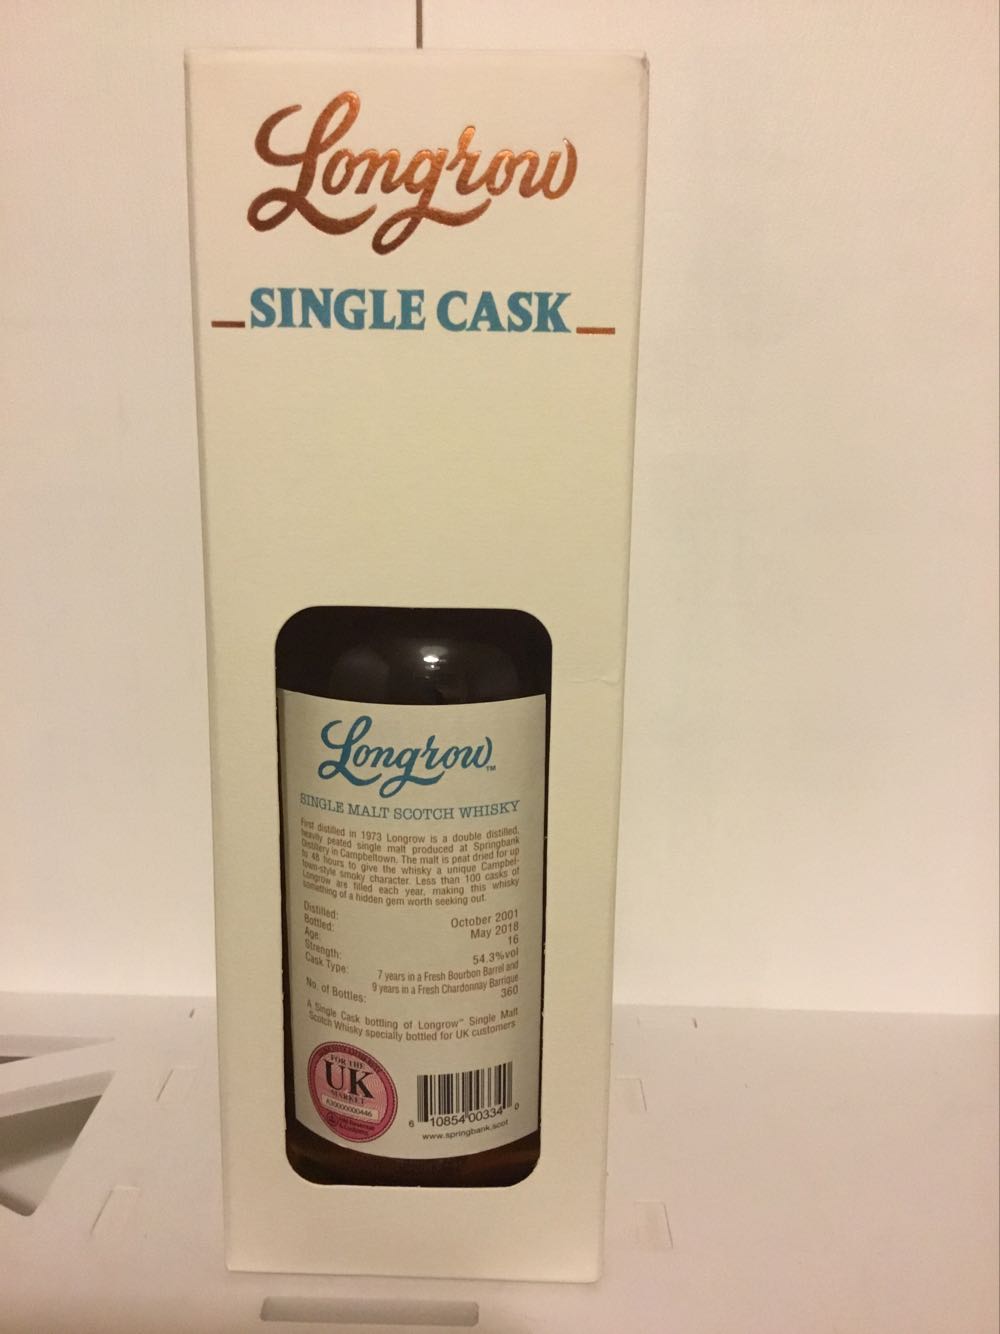 Longrow
SINGLE CASK
Longrow™
SINGLE MALT SCOTCH WHISKY
First distilled in 1973 Longrow is a double distilled,
heavily peated single malt produced at Springbank
Distillery in Campbeltown. The malt is peat dried for up
to 48 hours to give the whisky a unique Campbel-
town-style smoky character. Less than 100 casks of
Longrow are filled each year, making this whisky
something of a hidden gem worth seeking out.
Distilled: October 2001
Bottled: May 2018
Age: 16
Strength: 54.3%vol
Cask Type: 7 years in a Fresh Bourbon Barrel and
9 years in a Fresh Chardonnay Barrique
No. of Bottles: 360
A Single Cask bottling of Longrow™ Single Malt
Scotch Whisky specially bottled for UK customers
FOR THE
UK
MARKET
6 10854 00334 0
www.springbank.scot